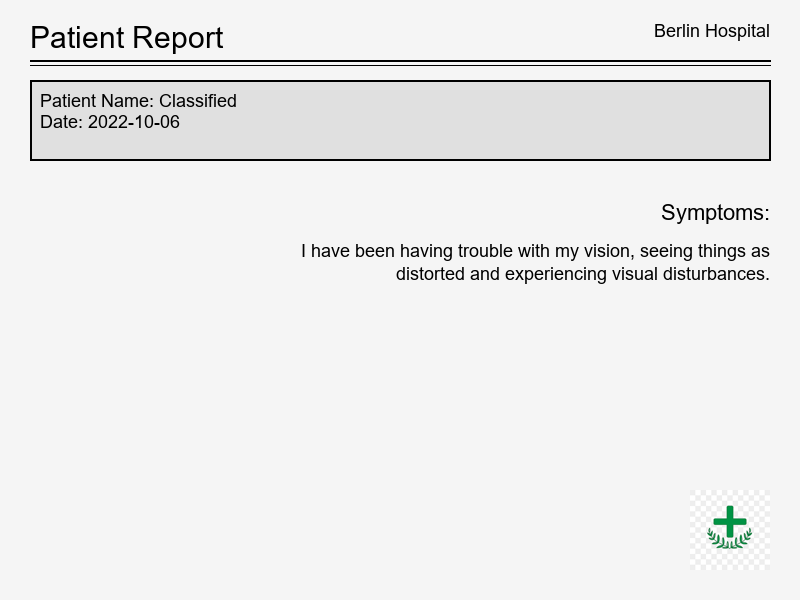 Patient Report
Berlin Hospital
Patient Name: Classified
Date: 2022-10-06
Symptoms:
I have been having trouble with my vision, seeing things as
distorted and experiencing visual disturbances.